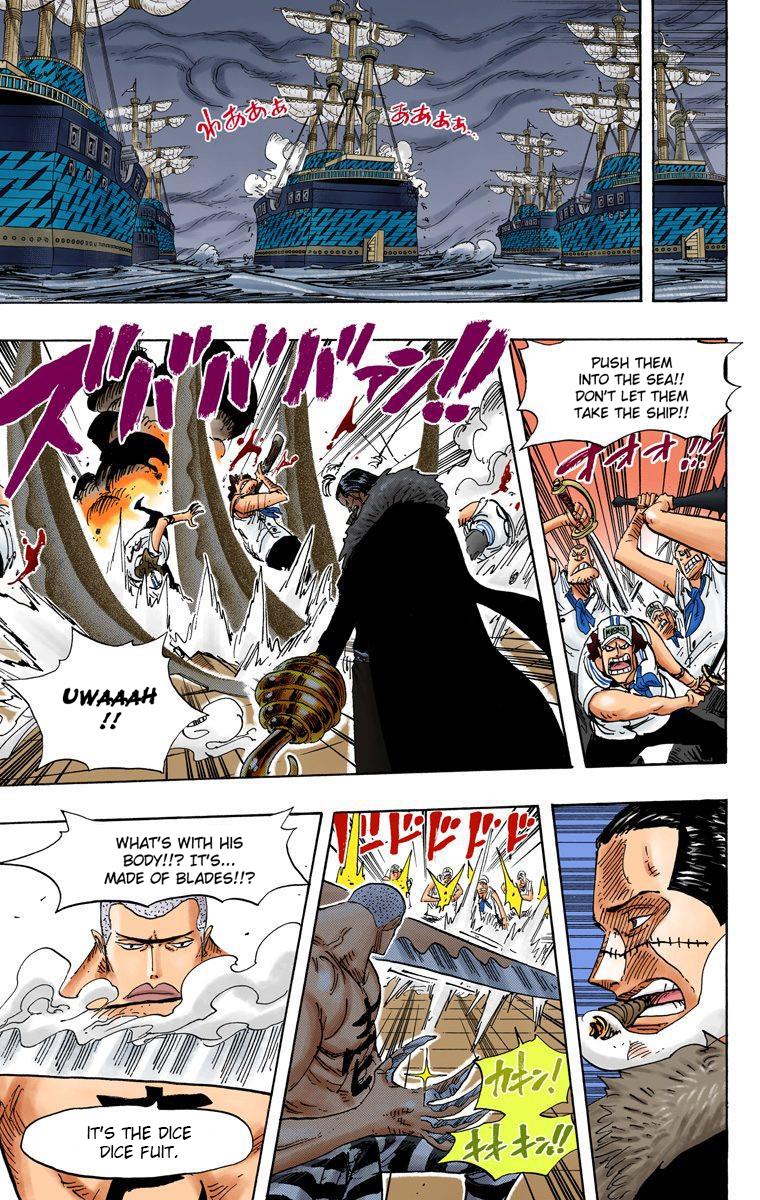 わあああ
あああぁ...
PUSH THEM
INTO THE SEA!!
DON'T LET THEM
TAKE THE SHIP!!
オオオ!!!
ズバババァン!!
UWAAAH
!!
ドドドドド!!
カキン!
キキキン!!
WHAT'S WITH HIS
BODY!!? IT'S...
MADE OF BLADES!!?
IT'S THE DICE
DICE FUIT.